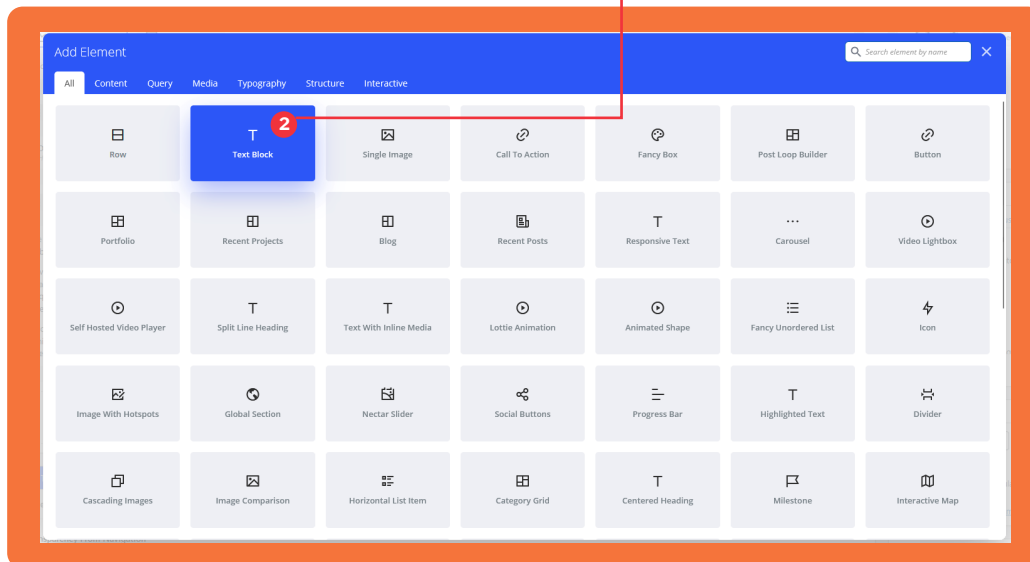 Add Element
Search element by name
All Content Query Media Typography Structure Interactive
2
Row Text Block Single Image Call To Action Fancy Box Post Loop Builder Button
Portfolio Recent Projects Blog Recent Posts Responsive Text Carousel Video Lightbox
Self Hosted Video Player Split Line Heading Text With Inline Media Lottie Animation Animated Shape Fancy Unordered List Icon
Image With Hotspots Global Section Nectar Slider Social Buttons Progress Bar Highlighted Text Divider
Cascading Images Image Comparison Horizontal List Item Category Grid Centered Heading Milestone Interactive Map